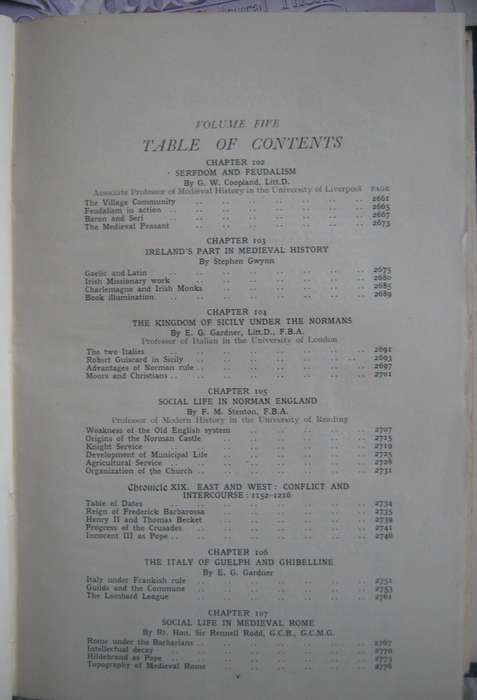 VOLUME FIVE
TABLE OF CONTENTS
CHAPTER 102
SERFDOM AND FEUDALISM
By G. W. Coopland, Litt.D.
Associate Professor of Medieval History in the University of Liverpool PAGE
The Village Community .. .. .. .. .. .. .. 2661
Feudalism in action .. .. .. .. .. .. .. 2665
Baron and Serf .. .. .. .. .. .. .. 2667
The Medieval Peasant .. .. .. .. .. .. .. 2673
CHAPTER 103
IRELAND'S PART IN MEDIEVAL HISTORY
By Stephen Gwynn
Gaelic and Latin .. .. .. .. .. .. .. 2675
Irish Missionary work .. .. .. .. .. .. .. 2680
Charlemagne and Irish Monks .. .. .. .. .. .. 2685
Book illumination .. .. .. .. .. .. .. .. 2689
CHAPTER 104
THE KINGDOM OF SICILY UNDER THE NORMANS
By E. G. Gardner, Litt.D., F.B.A.
Professor of Italian in the University of London
The two Italies .. .. .. .. .. .. .. 2691
Robert Guiscard in Sicily .. .. .. .. .. .. 2693
Advantages of Norman rule .. .. .. .. .. .. .. 2697
Moors and Christians .. .. .. .. .. .. .. .. 2701
CHAPTER 105
SOCIAL LIFE IN NORMAN ENGLAND
By F. M. Stenton, F.B.A.
Professor of Modern History in the University of Reading
Weakness of the Old English system .. .. .. .. .. 2707
Origins of the Norman Castle .. .. .. .. .. .. 2715
Knight Service .. .. .. .. .. .. .. 2719
Development of Municipal Life .. .. .. .. .. .. 2725
Agricultural Service .. .. .. .. .. .. .. .. 2728
Organization of the Church .. .. .. .. .. .. .. 2731
Chronicle XIX. EAST AND WEST: CONFLICT AND
INTERCOURSE: 1152-1216
Table of Dates .. .. .. .. .. .. .. 2734
Reign of Frederick Barbarossa .. .. .. .. .. .. 2735
Henry II and Thomas Becket .. .. .. .. .. .. 2739
Progress of the Crusades .. .. .. .. .. .. .. 2741
Innocent III as Pope .. .. .. .. .. .. .. .. 2748
CHAPTER 106
THE ITALY OF GUELPH AND GHIBELLINE
By E. G. Gardner
Italy under Frankish rule .. .. .. .. .. .. 2751
Guilds and the Commune .. .. .. .. .. .. .. 2753
The Lombard League .. .. .. .. .. .. .. 2761
CHAPTER 107
SOCIAL LIFE IN MEDIEVAL ROME
By Rt. Hon. Sir Rennell Rodd, G.C.B., G.C.M.G.
Rome under the Barbarians .. .. .. .. .. .. .. 2767
Intellectual decay .. .. .. .. .. .. .. .. 2770
Hildebrand as Pope .. .. .. .. .. .. .. .. 2773
Topography of Medieval Rome .. .. .. .. .. .. 2776
v